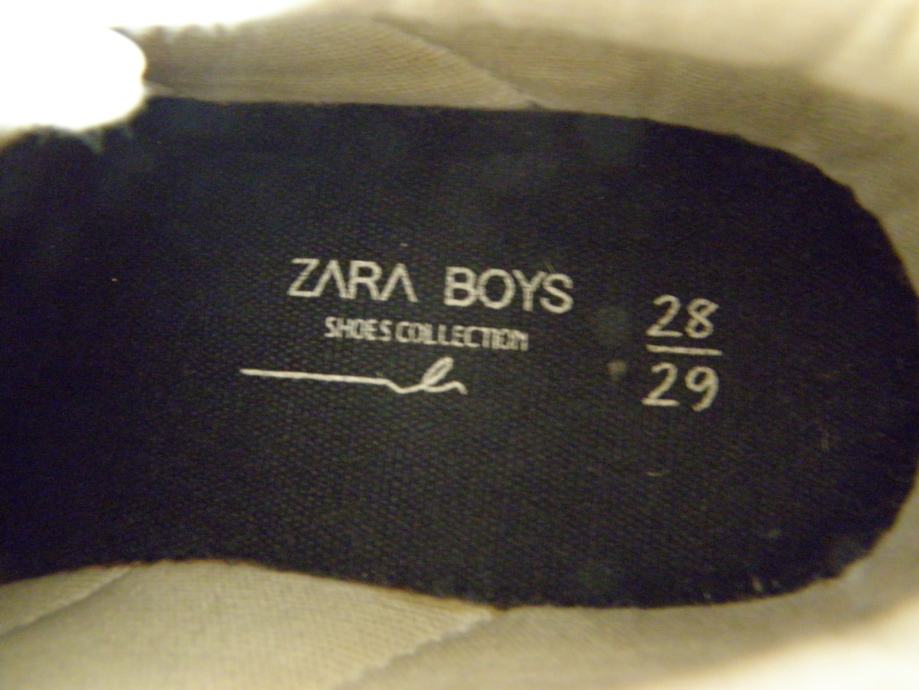 ZARA BOYS
SHOES COLLECTION
28
29